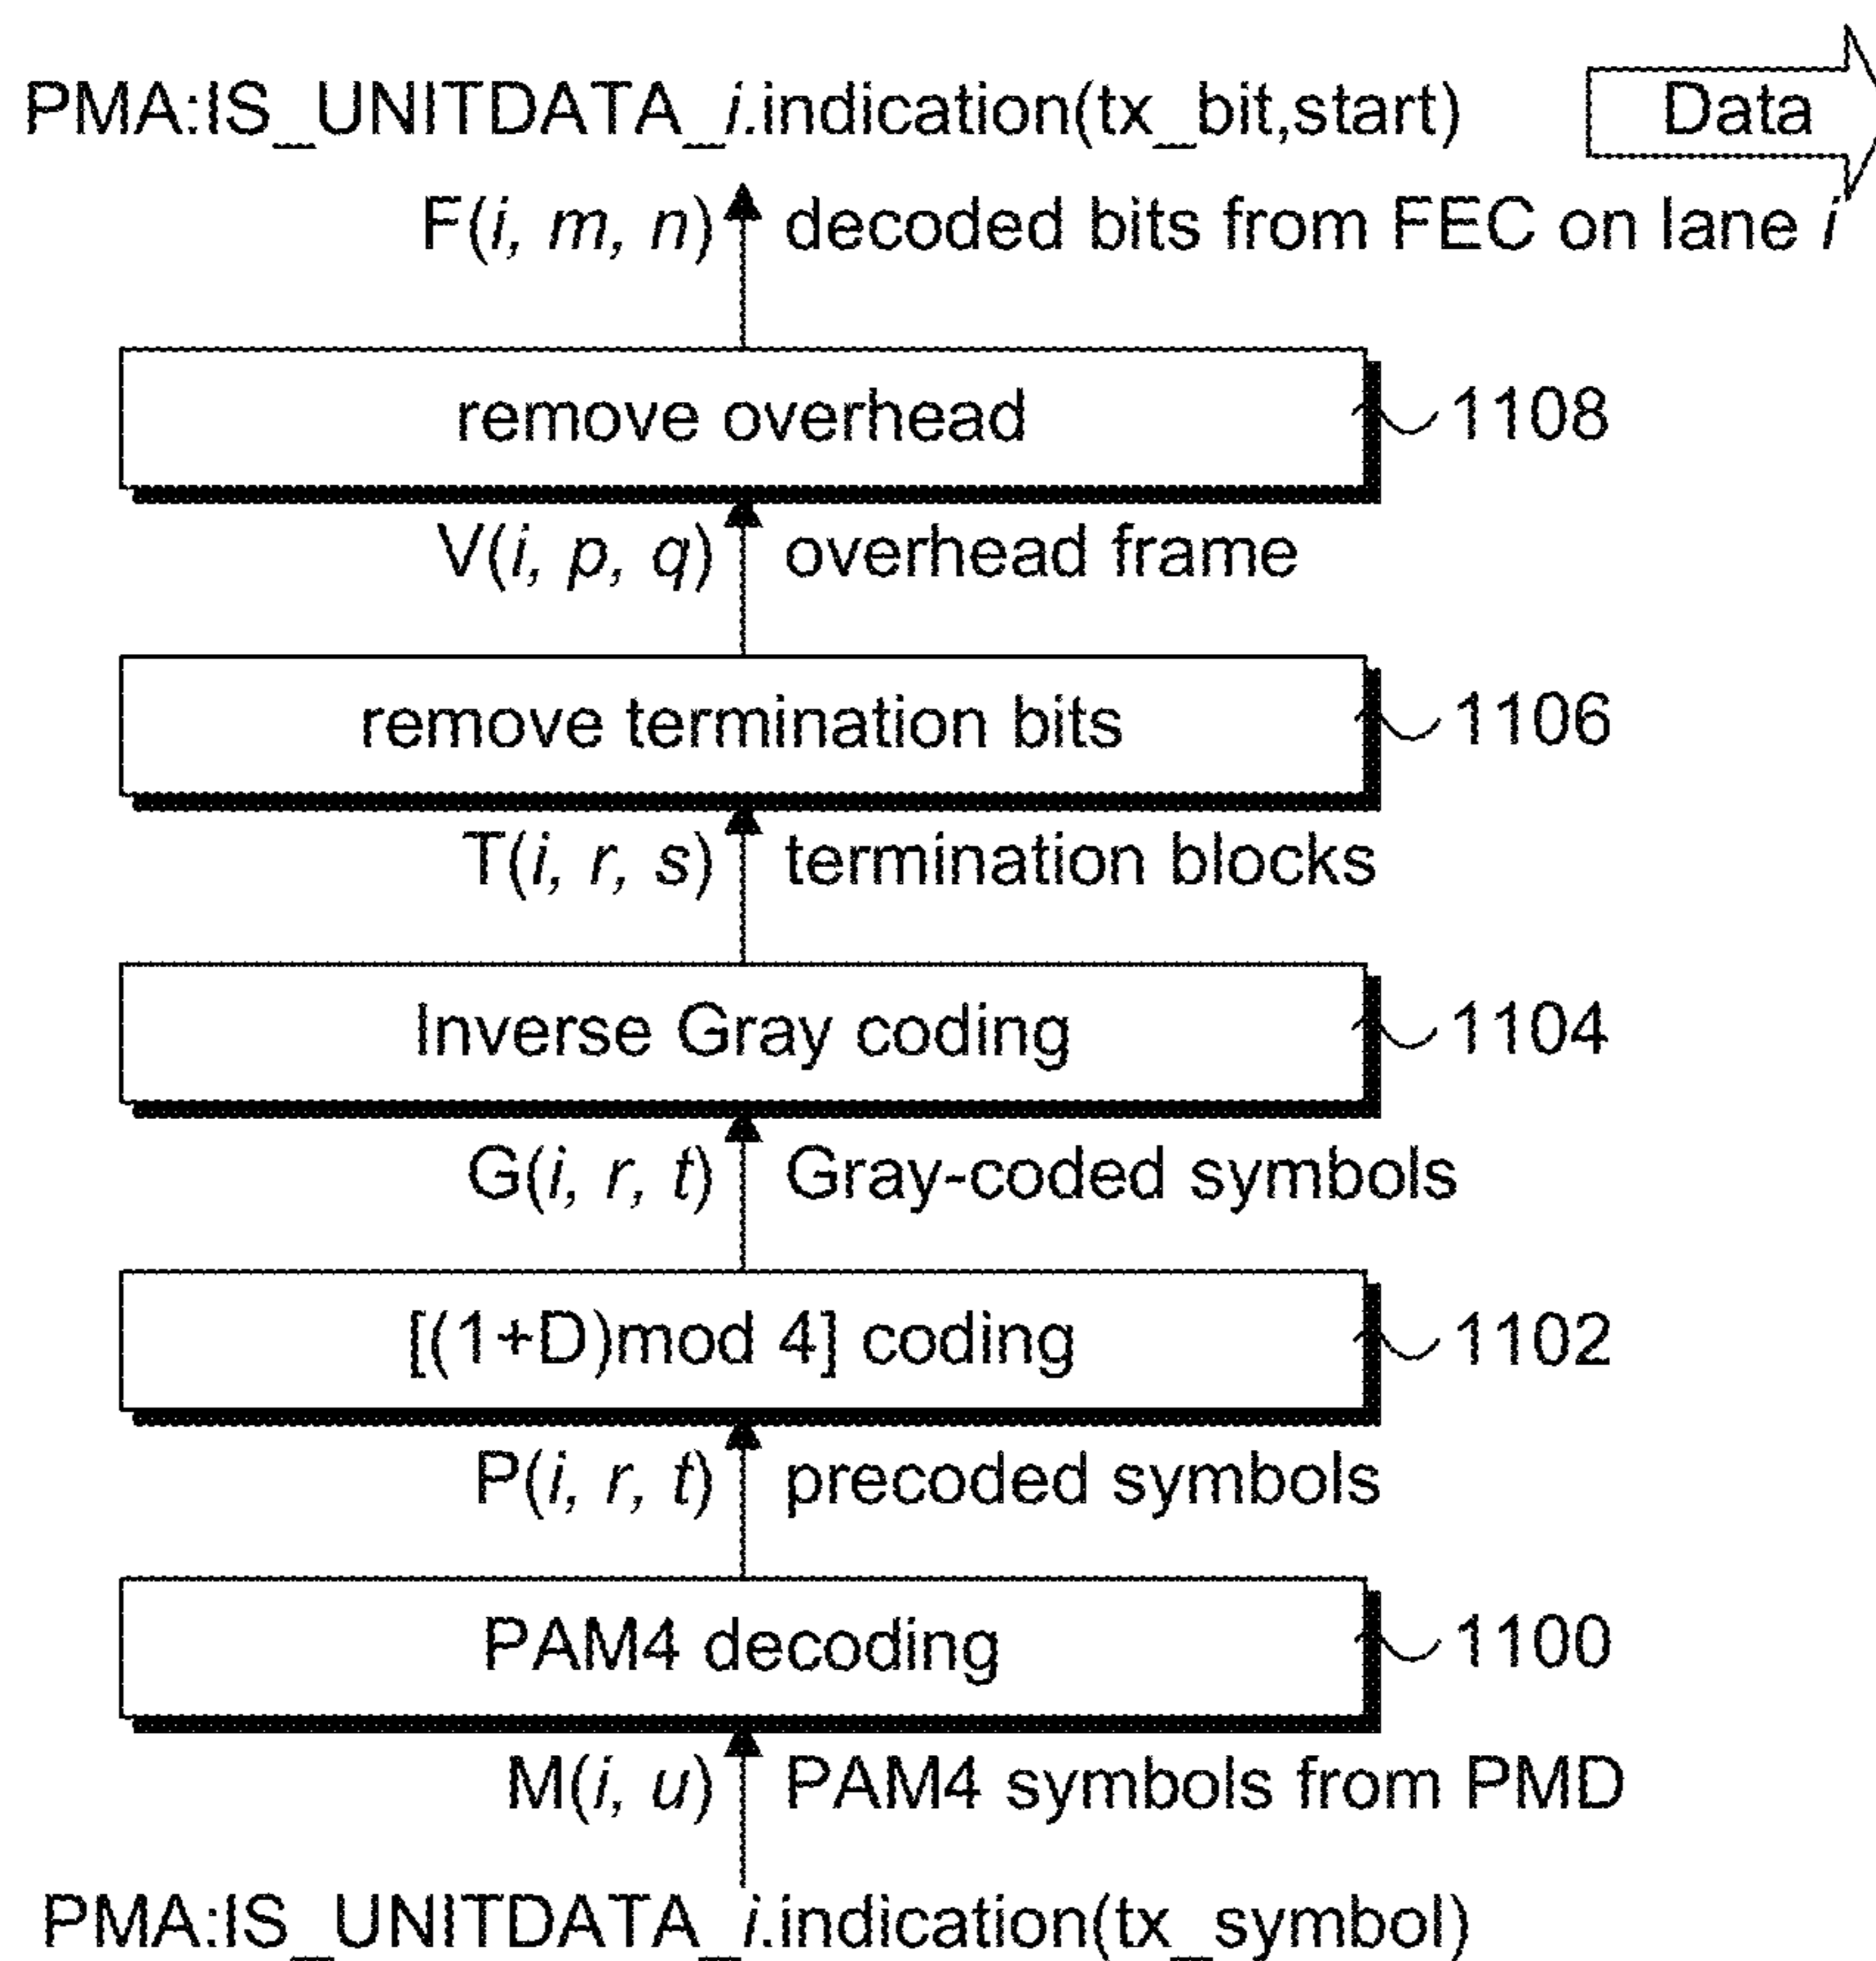 PMA:IS_UNITDATA_i.indication(tx_bit,start) Data
F(i, m, n) decoded bits from FEC on lane i
remove overhead 1108
V(i, p, q) overhead frame
remove termination bits 1106
T(i, r, s) termination blocks
Inverse Gray coding 1104
G(i, r, t) Gray-coded symbols
[(1+D)mod 4] coding 1102
P(i, r, t) precoded symbols
PAM4 decoding 1100
M(i, u) PAM4 symbols from PMD
PMA:IS_UNITDATA_i.indication(tx_symbol)